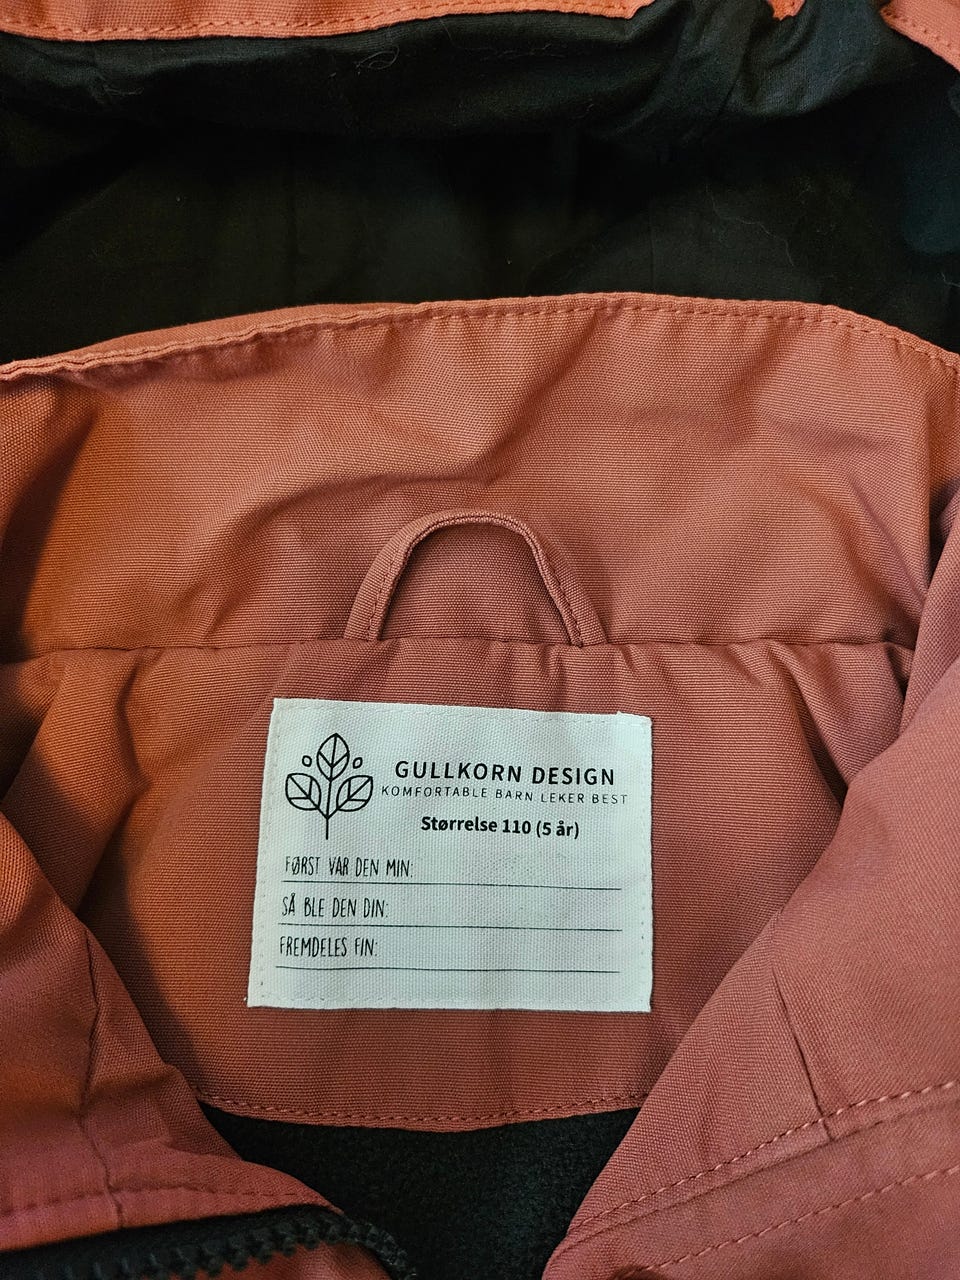 GULLKORN DESIGN
KOMFORTABLE BARN LEKER BEST
Størrelse 110 (5 år)
FØRST VAR DEN MIN:
SÅ BLE DEN DIN:
FREMDELES FIN: